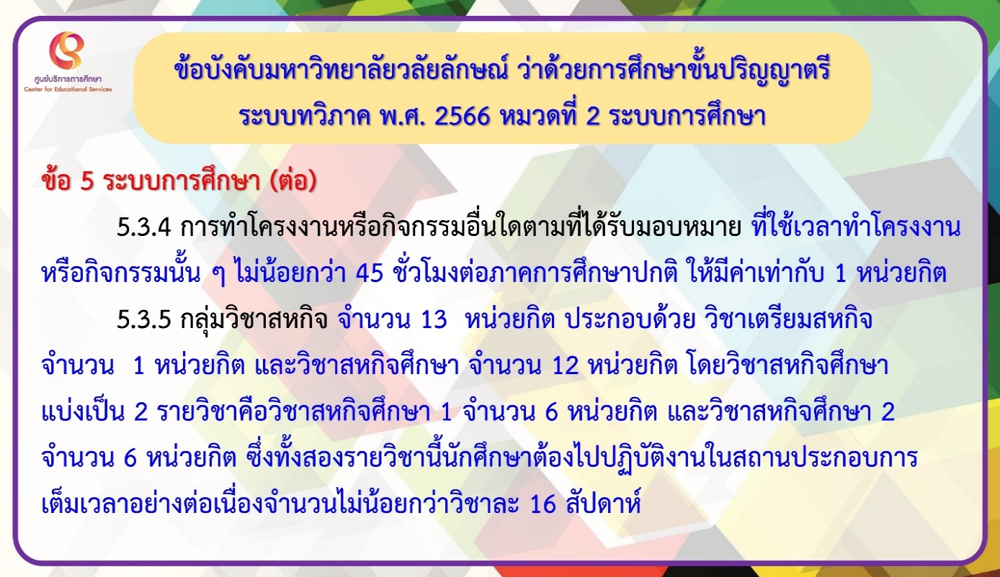 ศูนย์บริการการศึกษา
Center for Educational Services
ข้อบังคับมหาวิทยาลัยวลัยลักษณ์ ว่าด้วยการศึกษาขั้นปริญญาตรี
ระบบทวิภาค พ.ศ. 2566 หมวดที่ 2 ระบบการศึกษา
ข้อ 5 ระบบการศึกษา (ต่อ)
5.3.4 การทำโครงงานหรือกิจกรรมอื่นใดตามที่ได้รับมอบหมาย ที่ใช้เวลาทำโครงงาน
หรือกิจกรรมนั้น ๆ ไม่น้อยกว่า 45 ชั่วโมงต่อภาคการศึกษาปกติ ให้มีค่าเท่ากับ 1 หน่วยกิต
5.3.5 กลุ่มวิชาสหกิจ จำนวน 13 หน่วยกิต ประกอบด้วย วิชาเตรียมสหกิจ
จำนวน 1 หน่วยกิต และวิชาสหกิจศึกษา จำนวน 12 หน่วยกิต โดยวิชาสหกิจศึกษา
แบ่งเป็น 2 รายวิชาคือวิชาสหกิจศึกษา 1 จำนวน 6 หน่วยกิต และวิชาสหกิจศึกษา 2
จำนวน 6 หน่วยกิต ซึ่งทั้งสองรายวิชานี้นักศึกษาต้องไปปฏิบัติงานในสถานประกอบการ
เต็มเวลาอย่างต่อเนื่องจำนวนไม่น้อยกว่าวิชาละ 16 สัปดาห์